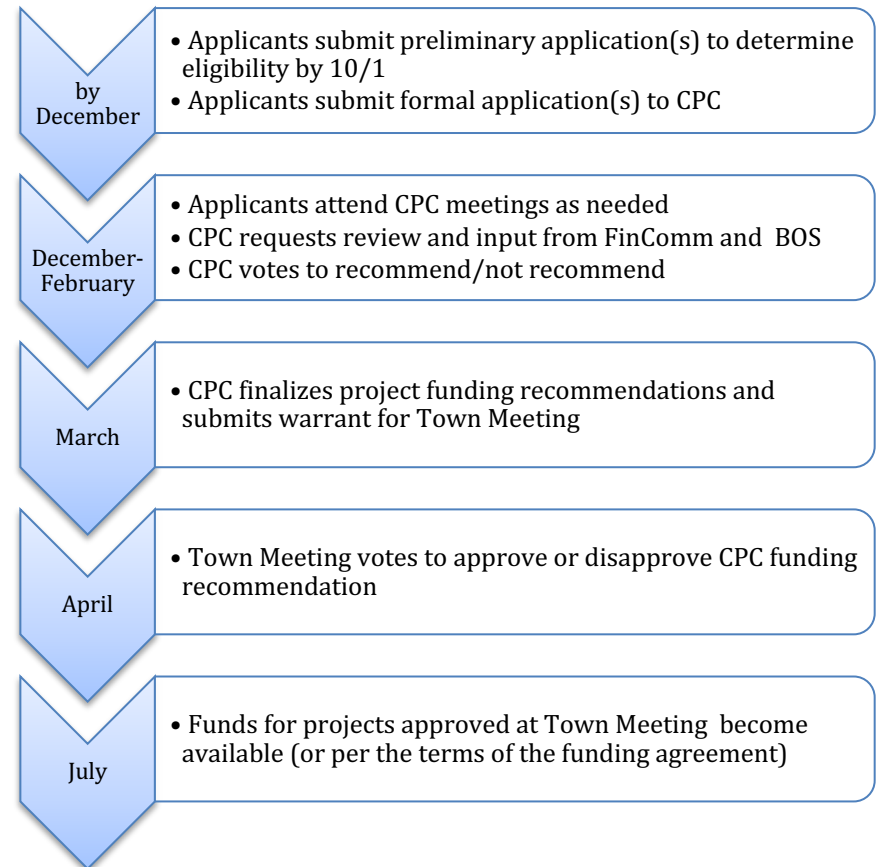 by
December
• Applicants submit preliminary application(s) to determine
eligibility by 10/1
• Applicants submit formal application(s) to CPC
December-
February
• Applicants attend CPC meetings as needed
• CPC requests review and input from FinComm and BOS
• CPC votes to recommend/not recommend
March
• CPC finalizes project funding recommendations and
submits warrant for Town Meeting
April
• Town Meeting votes to approve or disapprove CPC funding
recommendation
July
• Funds for projects approved at Town Meeting become
available (or per the terms of the funding agreement)